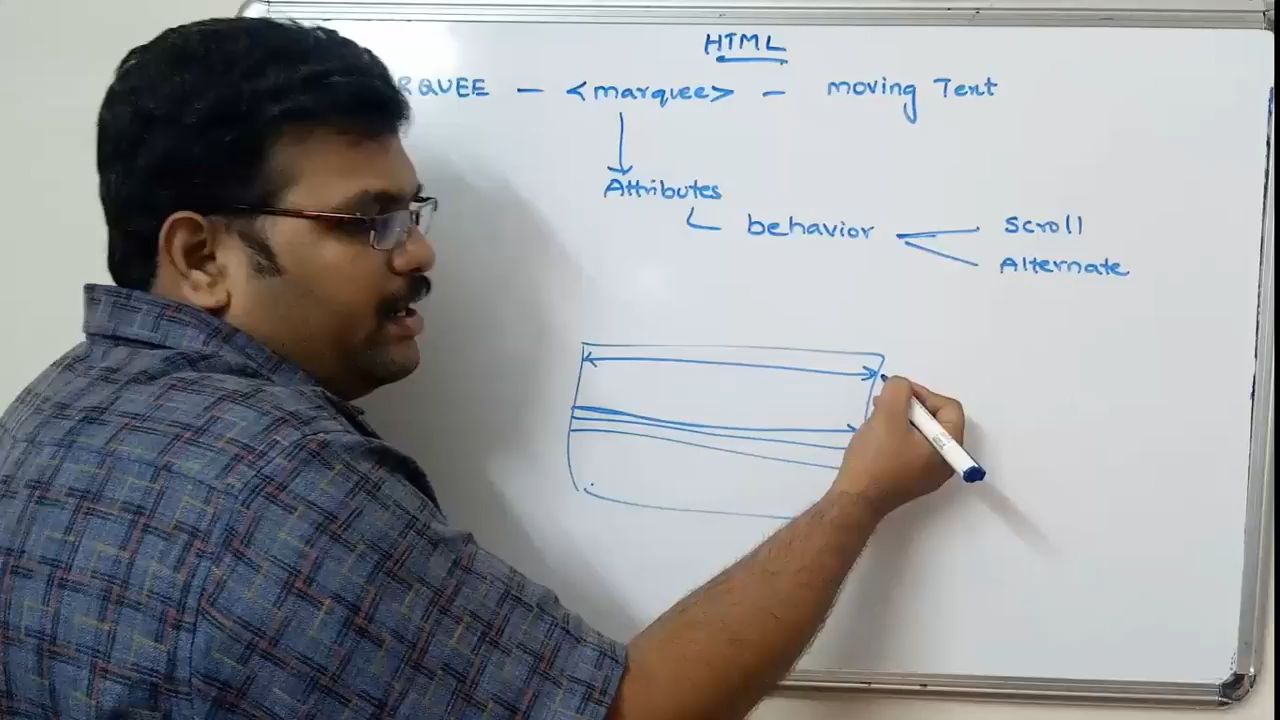 HTML
RQUEE - <marquee> - moving Text
Attributes
behavior
Scroll
Alternate